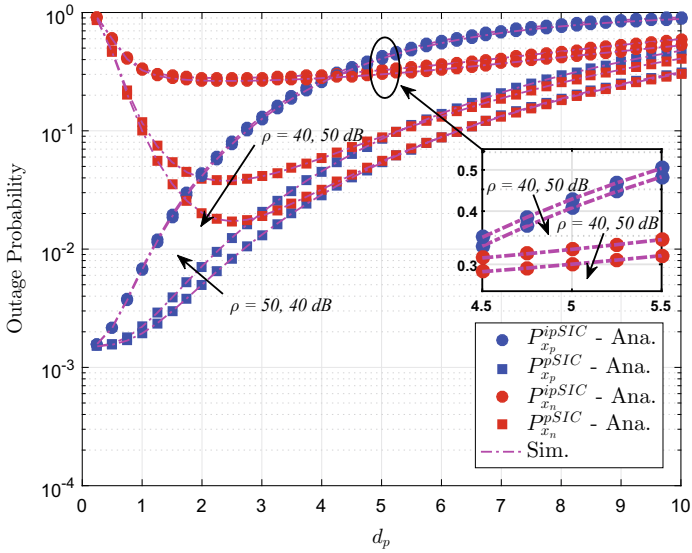 10^0
10^{-1}
10^{-2}
10^{-3}
10^{-4}
Outage Probability
ρ = 40, 50 dB
ρ = 50, 40 dB
0.5
0.4
0.3
ρ = 40, 50 dB
ρ = 40, 50 dB
4.5 5 5.5
P_{x_p}^{ipSIC} - Ana.
P_{x_p}^{pSIC} - Ana.
P_{x_n}^{ipSIC} - Ana.
P_{x_n}^{pSIC} - Ana.
Sim.
0 1 2 3 4 5 6 7 8 9 10
d_p